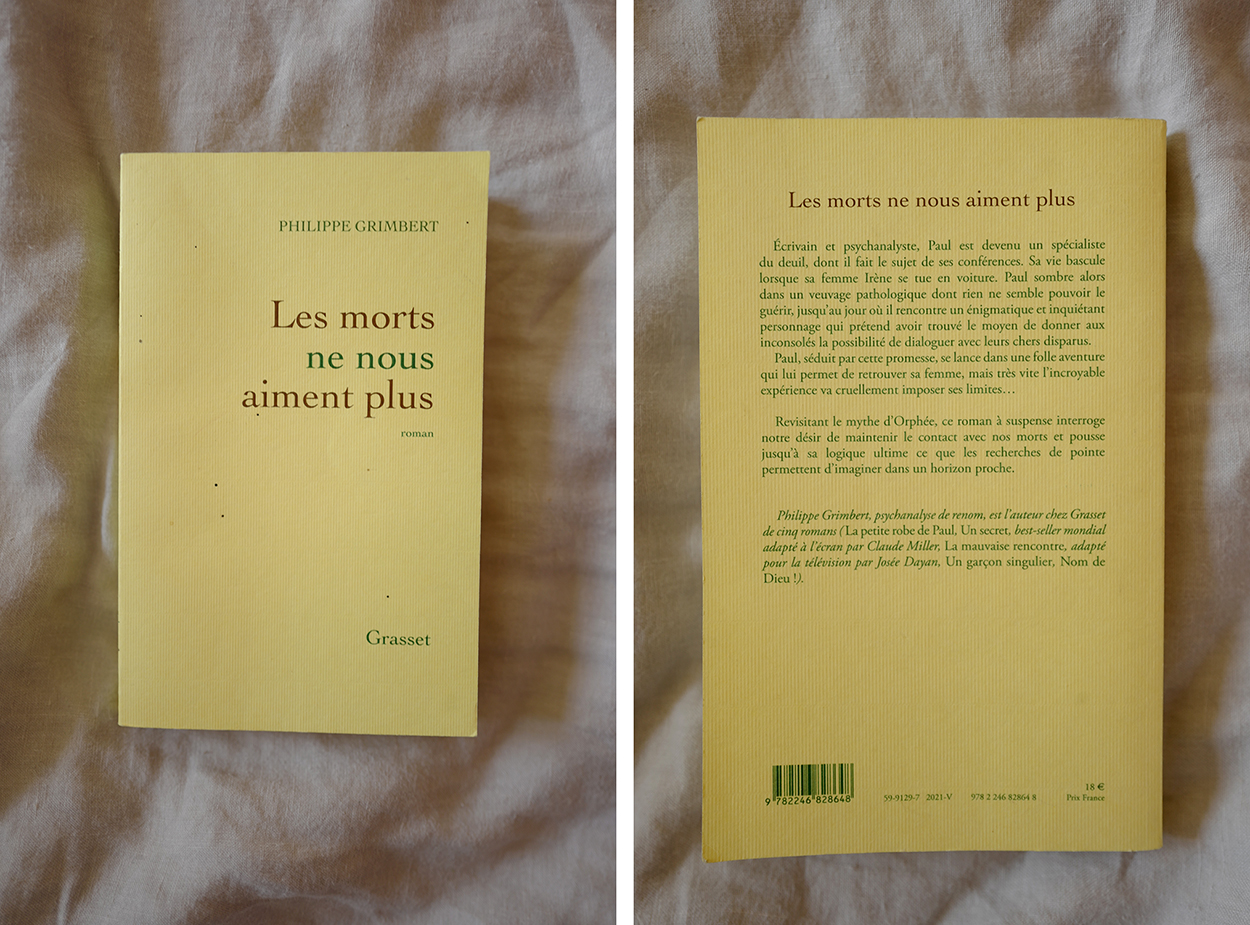 PHILIPPE GRIMBERT
Les morts
ne nous
aiment plus
roman
Grasset
Les morts ne nous aiment plus
Écrivain et psychanalyste, Paul est devenu un spécialiste
du deuil, dont il fait le sujet de ses conférences. Sa vie bascule
lorsque sa femme Irène se tue en voiture. Paul sombre alors
dans un veuvage pathologique dont rien ne semble pouvoir le
guérir, jusqu'au jour où il rencontre un énigmatique et inquiétant
personnage qui prétend avoir trouvé le moyen de donner aux
inconsolés la possibilité de dialoguer avec leurs chers disparus.
Paul, séduit par cette promesse, se lance dans une folle aventure
qui lui permet de retrouver sa femme, mais très vite l'incroyable
expérience va cruellement imposer ses limites…
Revisitant le mythe d'Orphée, ce roman à suspense interroge
notre désir de maintenir le contact avec nos morts et pousse
jusqu'à sa logique ultime ce que les recherches de pointe
permettent d'imaginer dans un horizon proche.
Philippe Grimbert, psychanalyse de renom, est l'auteur chez Grasset
de cinq romans (La petite robe de Paul, Un secret, best-seller mondial
adapté à l'écran par Claude Miller, La mauvaise rencontre, adapté
pour la télévision par Josée Dayan, Un garçon singulier, Nom de
Dieu !).
9 782246 828648
59-9129-7 2021-V 978 2 246 82864 8
18 €
Prix France